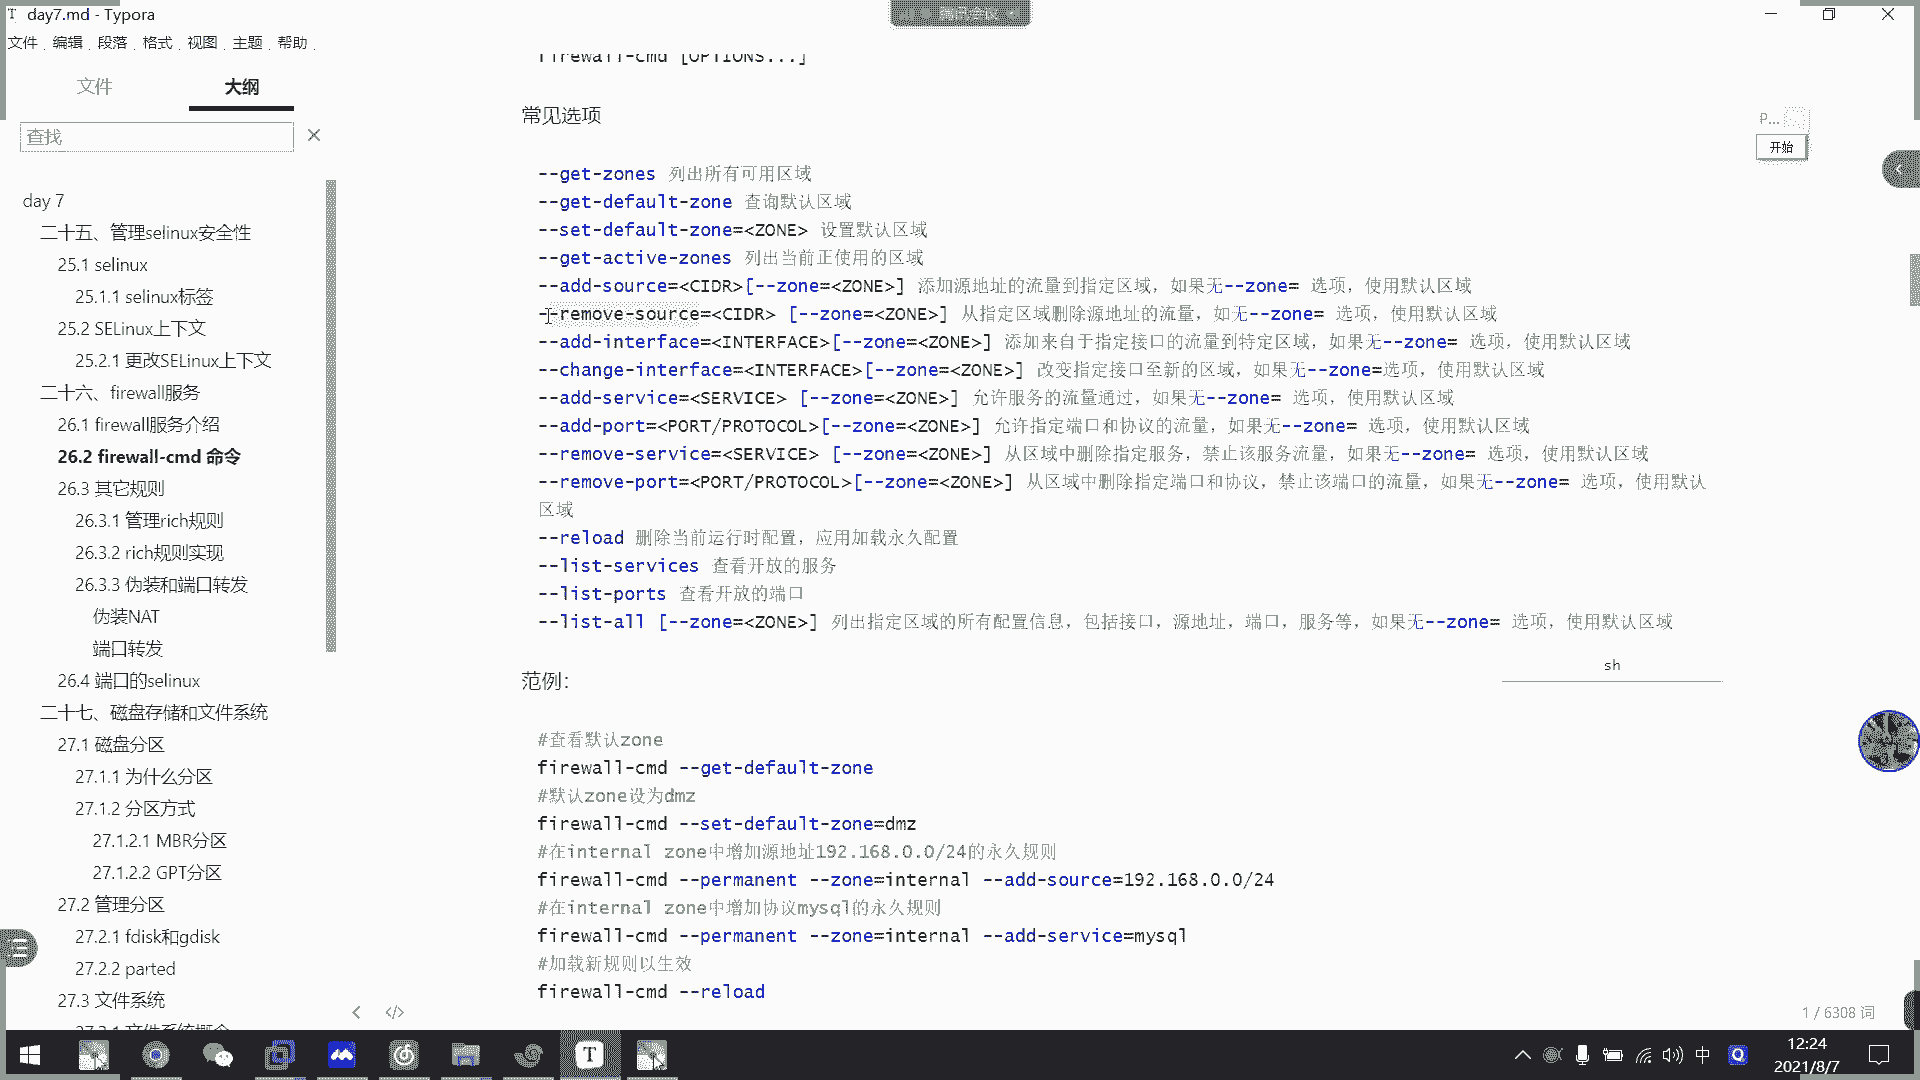 day7.md - Typora
腾讯会议
文件 编辑 段落 格式 视图 主题 帮助
文件 大纲
查找
day 7
二十五、管理selinux安全性
25.1 selinux
25.1.1 selinux标签
25.2 SELinux上下文
25.2.1 更改SELinux上下文
二十六、firewall服务
26.1 firewall服务介绍
26.2 firewall-cmd 命令
26.3 其它规则
26.3.1 管理rich规则
26.3.2 rich规则实现
26.3.3 伪装和端口转发
伪装NAT
端口转发
26.4 端口的selinux
二十七、磁盘存储和文件系统
27.1 磁盘分区
27.1.1 为什么分区
27.1.2 分区方式
27.1.2.1 MBR分区
27.1.2.2 GPT分区
27.2 管理分区
27.2.1 fdisk和gdisk
27.2.2 parted
27.3 文件系统
27.3.1 文件系统概念
firewall-cmd [OPTIONS...]
常见选项
--get-zones 列出所有可用区域
--get-default-zone 查询默认区域
--set-default-zone=<ZONE> 设置默认区域
--get-active-zones 列出当前正使用的区域
--add-source=<CIDR>[--zone=<ZONE>] 添加源地址的流量到指定区域，如果无--zone= 选项，使用默认区域
--remove-source=<CIDR> [--zone=<ZONE>] 从指定区域删除源地址的流量，如无--zone= 选项，使用默认区域
--add-interface=<INTERFACE>[--zone=<ZONE>] 添加来自于指定接口的流量到特定区域，如果无--zone= 选项，使用默认区域
--change-interface=<INTERFACE>[--zone=<ZONE>] 改变指定接口至新的区域，如果无--zone=选项，使用默认区域
--add-service=<SERVICE> [--zone=<ZONE>] 允许服务的流量通过，如果无--zone= 选项，使用默认区域
--add-port=<PORT/PROTOCOL>[--zone=<ZONE>] 允许指定端口和协议的流量，如果无--zone= 选项，使用默认区域
--remove-service=<SERVICE> [--zone=<ZONE>] 从区域中删除指定服务，禁止该服务流量，如果无--zone= 选项，使用默认区域
--remove-port=<PORT/PROTOCOL>[--zone=<ZONE>] 从区域中删除指定端口和协议，禁止该端口的流量，如果无--zone= 选项，使用默认
区域
--reload 删除当前运行时配置，应用加载永久配置
--list-services 查看开放的服务
--list-ports 查看开放的端口
--list-all [--zone=<ZONE>] 列出指定区域的所有配置信息，包括接口，源地址，端口，服务等，如果无--zone= 选项，使用默认区域
sh
范例：
#查看默认zone
firewall-cmd --get-default-zone
#默认zone设为dmz
firewall-cmd --set-default-zone=dmz
#在internal zone中增加源地址192.168.0.0/24的永久规则
firewall-cmd --permanent --zone=internal --add-source=192.168.0.0/24
#在internal zone中增加协议mysql的永久规则
firewall-cmd --permanent --zone=internal --add-service=mysql
#加载新规则以生效
firewall-cmd --reload
P...
开始
1 / 6308 词
中
12:24
2021/8/7